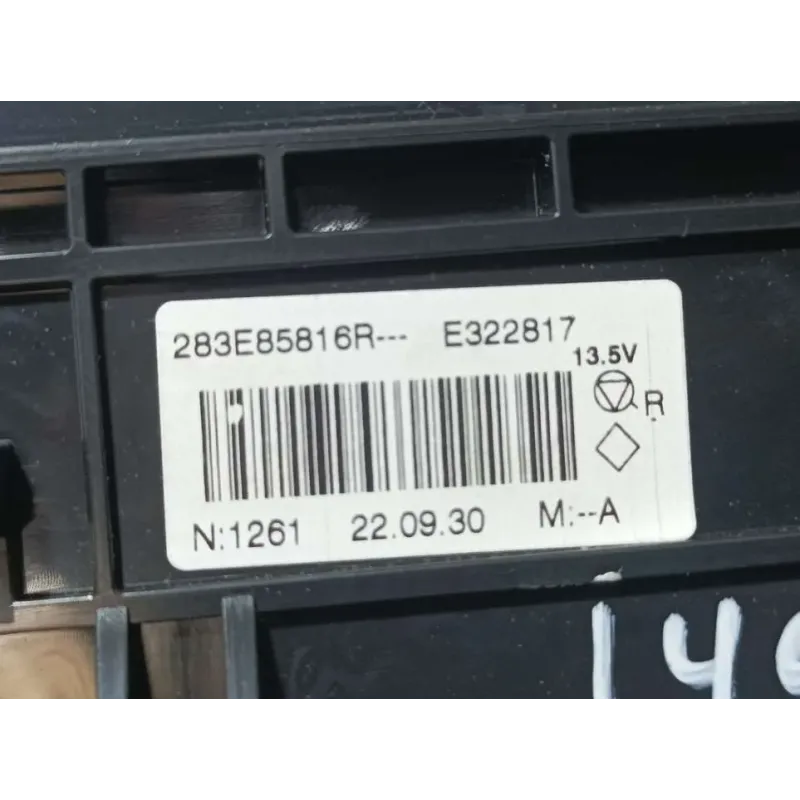 283E85816R--- E322817
13.5V
R
N:1261 22.09.30 M:--A